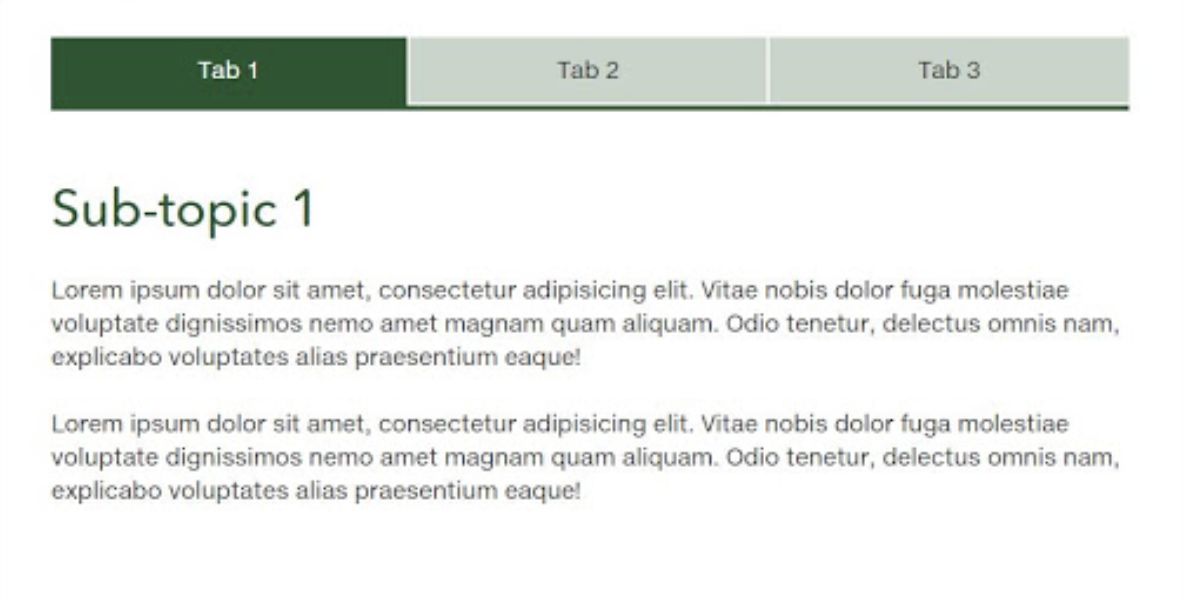 Tab 1
Tab 2
Tab 3
Sub-topic 1
Lorem ipsum dolor sit amet, consectetur adipisicing elit. Vitae nobis dolor fuga molestiae
voluptate dignissimos nemo amet magnam quam aliquam. Odio tenetur, delectus omnis nam,
explicabo voluptates alias praesentium eaque!
Lorem ipsum dolor sit amet, consectetur adipisicing elit. Vitae nobis dolor fuga molestiae
voluptate dignissimos nemo amet magnam quam aliquam. Odio tenetur, delectus omnis nam,
explicabo voluptates alias praesentium eaque!